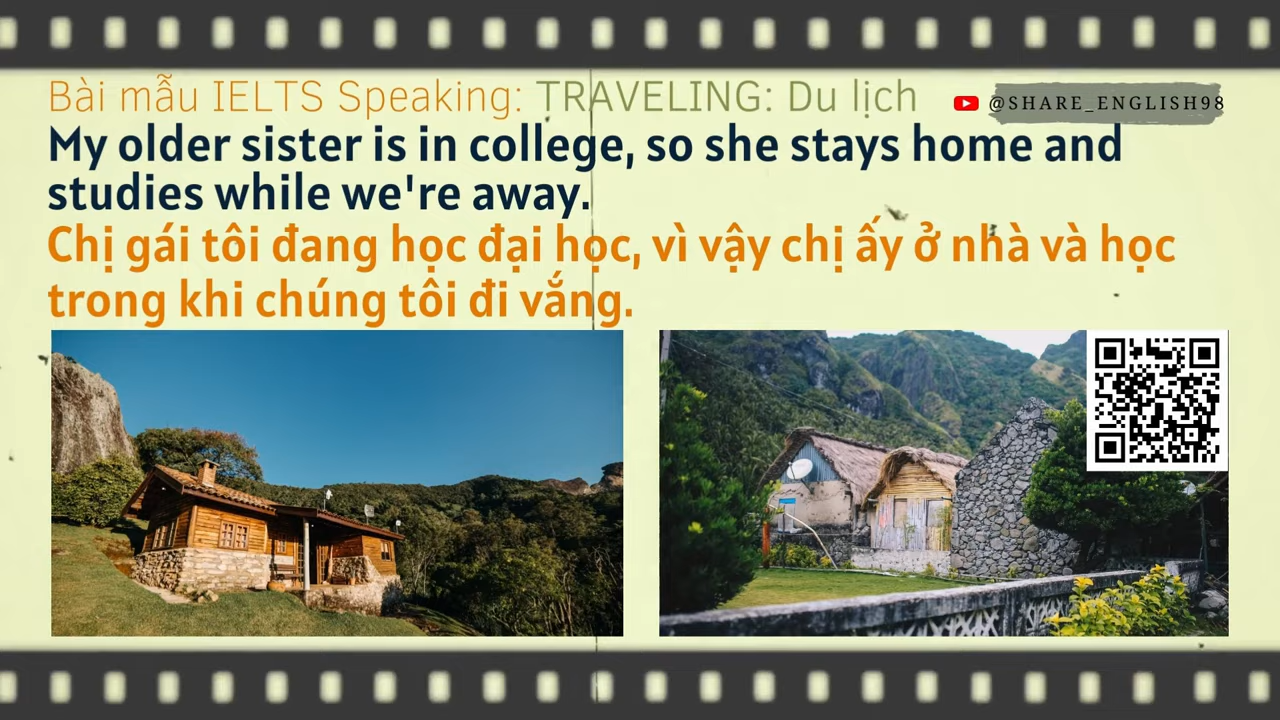 Bài mẫu IELTS Speaking: TRAVELING: Du lịch
@SHARE_ENGLISH98
My older sister is in college, so she stays home and
studies while we're away.
Chị gái tôi đang học đại học, vì vậy chị ấy ở nhà và học
trong khi chúng tôi đi vắng.